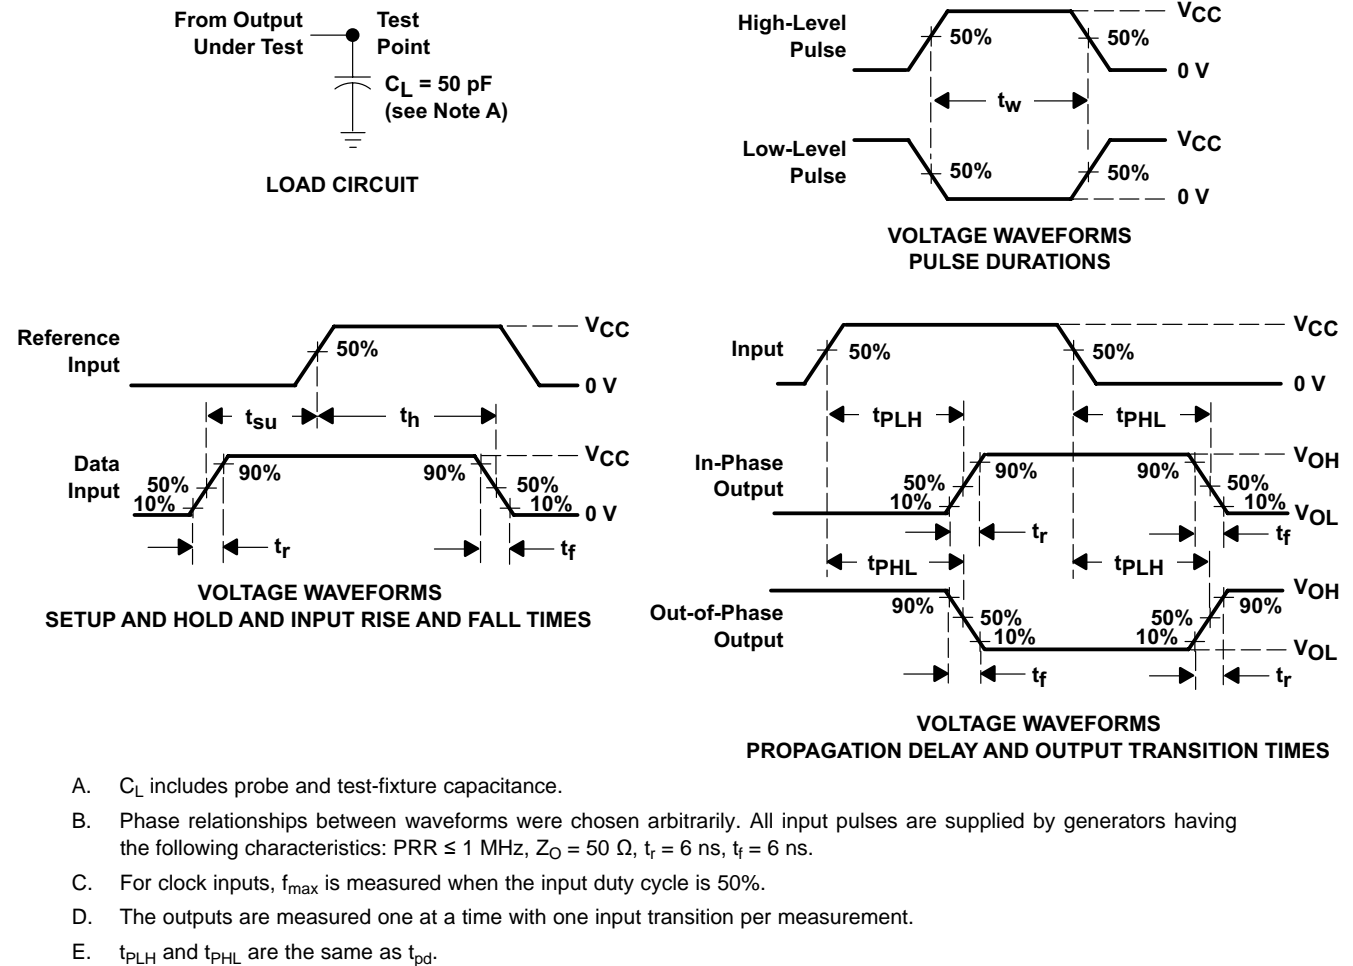 From Output
Under Test
Test
Point
CL = 50 pF
(see Note A)
LOAD CIRCUIT
High-Level
Pulse
50%
50%
VCC
0 V
tw
Low-Level
Pulse
50%
50%
VCC
0 V
VOLTAGE WAVEFORMS
PULSE DURATIONS
Reference
Input
50%
VCC
0 V
tsu
th
Data
Input
50%
10%
90%
90%
50%
10%
VCC
0 V
tr
tf
VOLTAGE WAVEFORMS
SETUP AND HOLD AND INPUT RISE AND FALL TIMES
Input
50%
50%
VCC
0 V
tPLH
tPHL
In-Phase
Output
50%
10%
90%
90%
50%
10%
VOH
VOL
tr
tf
tPHL
tPLH
Out-of-Phase
Output
90%
50%
10%
50%
10%
90%
VOH
VOL
tf
tr
VOLTAGE WAVEFORMS
PROPAGATION DELAY AND OUTPUT TRANSITION TIMES
A. CL includes probe and test-fixture capacitance.
B. Phase relationships between waveforms were chosen arbitrarily. All input pulses are supplied by generators having
the following characteristics: PRR ≤ 1 MHz, ZO = 50 Ω, tr = 6 ns, tf = 6 ns.
C. For clock inputs, fmax is measured when the input duty cycle is 50%.
D. The outputs are measured one at a time with one input transition per measurement.
E. tPLH and tPHL are the same as tpd.